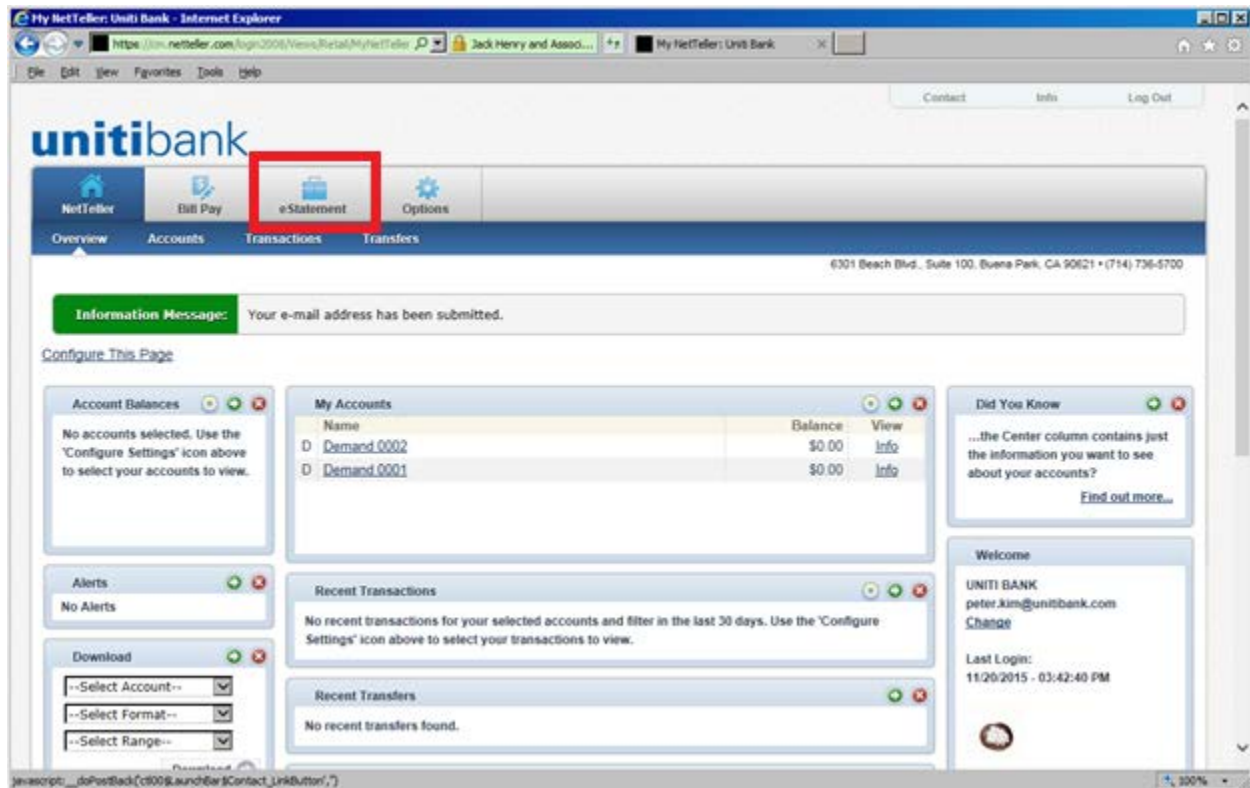 My NetTeller: Uniti Bank - Internet Explorer
netteller.com/login2008/Views/Retail/MyNetTeller
Jack Henry and Associ...
My NetTeller: Uniti Bank
File Edit View Favorites Tools Help
Contact Info Log Out
unitibank
NetTeller Bill Pay eStatement Options
Overview Accounts Transactions Transfers
6301 Beach Blvd., Suite 100, Buena Park, CA 90621 • (714) 736-5700
Information Message: Your e-mail address has been submitted.
Configure This Page
Account Balances
No accounts selected. Use the
'Configure Settings' icon above
to select your accounts to view.
Alerts
No Alerts
Download
--Select Account--
--Select Format--
--Select Range--
Download
My Accounts
Name Balance View
D Demand 0002 $0.00 Info
D Demand 0001 $0.00 Info
Recent Transactions
No recent transactions for your selected accounts and filter in the last 30 days. Use the 'Configure
Settings' icon above to select your transactions to view.
Recent Transfers
No recent transfers found.
Did You Know
...the Center column contains just
the information you want to see
about your accounts?
Find out more...
Welcome
UNITI BANK
peter.kim@unitibank.com
Change
Last Login:
11/20/2015 - 03:42:40 PM
javascript:__doPostBack('ctl00$LaunchBar$Contact_LinkButton','')
100%